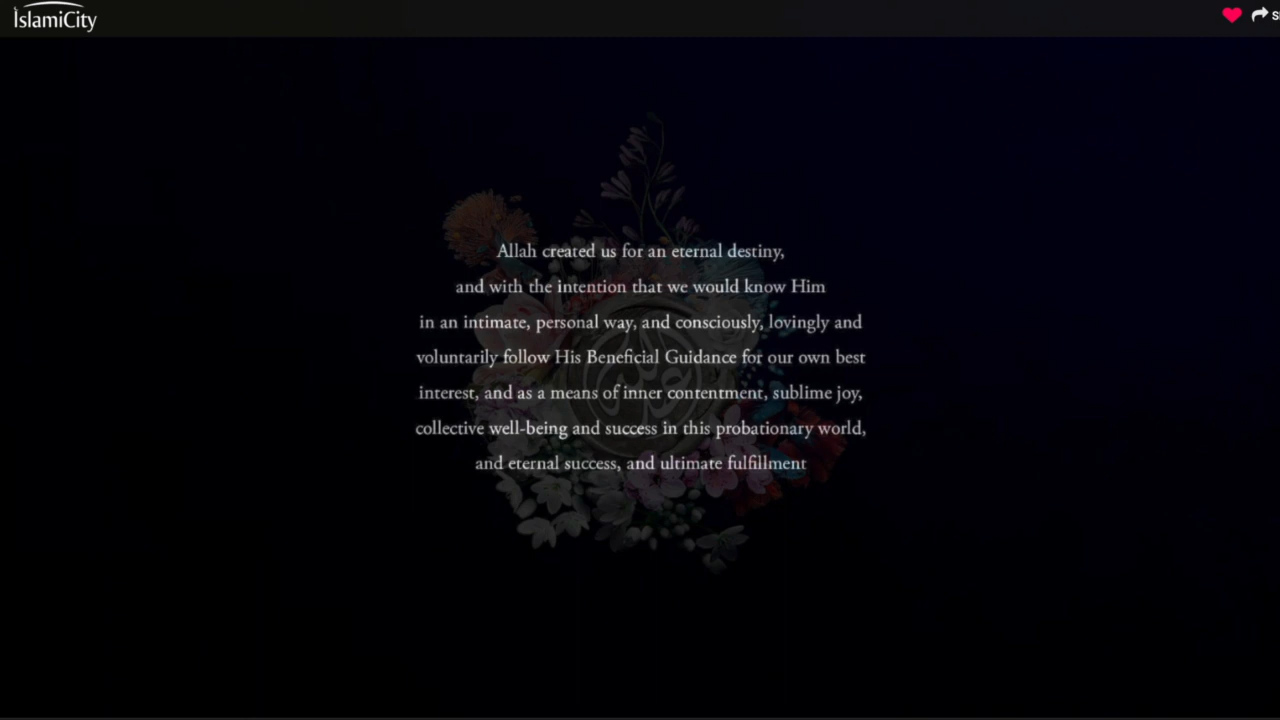 IslamiCity
Allah created us for an eternal destiny,
and with the intention that we would know Him
in an intimate, personal way, and consciously, lovingly and
voluntarily follow His Beneficial Guidance for our own best
interest, and as a means of inner contentment, sublime joy,
collective well-being and success in this probationary world,
and eternal success, and ultimate fulfillment